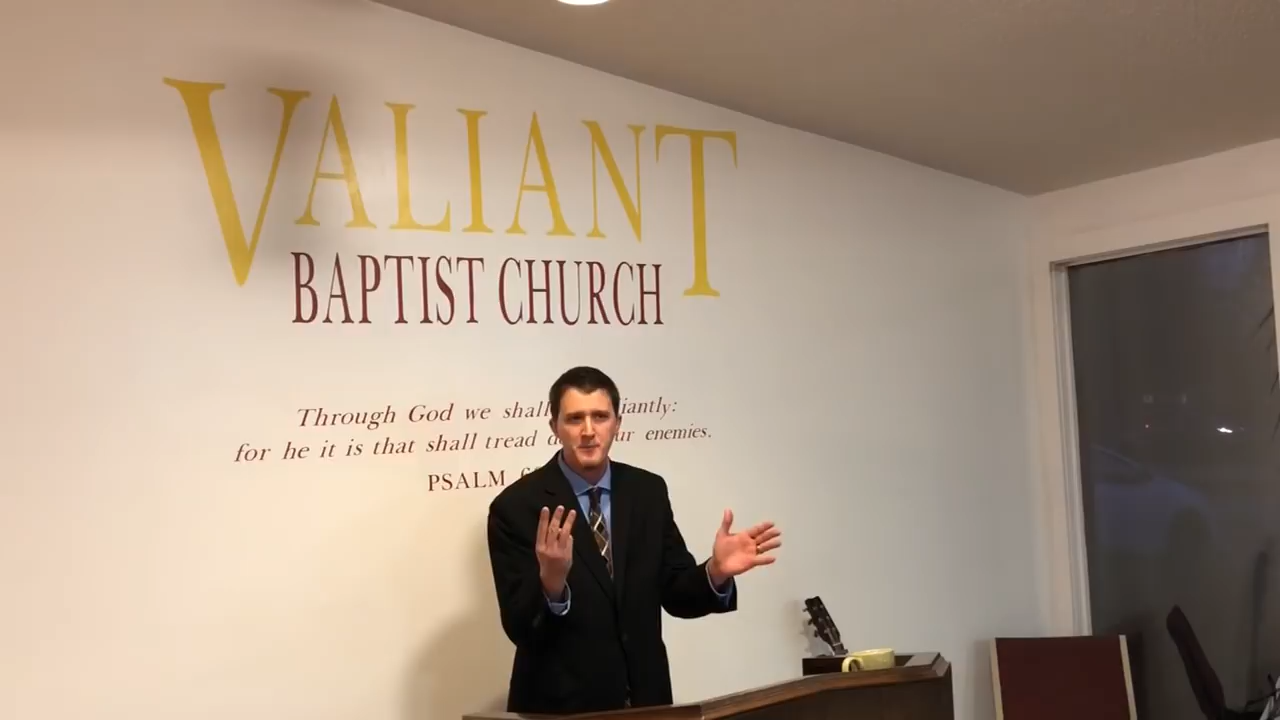 VALIANT
BAPTIST CHURCH
Through God we shall
for he it is that shall tread enemies.
PSALM